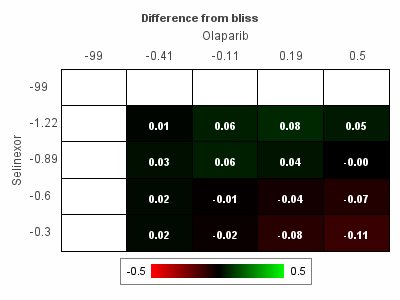 Difference from bliss
Olaparib
-99 -0.41 -0.11 0.19 0.5
Selinexor
-99
-1.22 0.01 0.06 0.08 0.05
-0.89 0.03 0.06 0.04 -0.00
-0.6 0.02 -0.01 -0.04 -0.07
-0.3 0.02 -0.02 -0.08 -0.11
-0.5 0.5